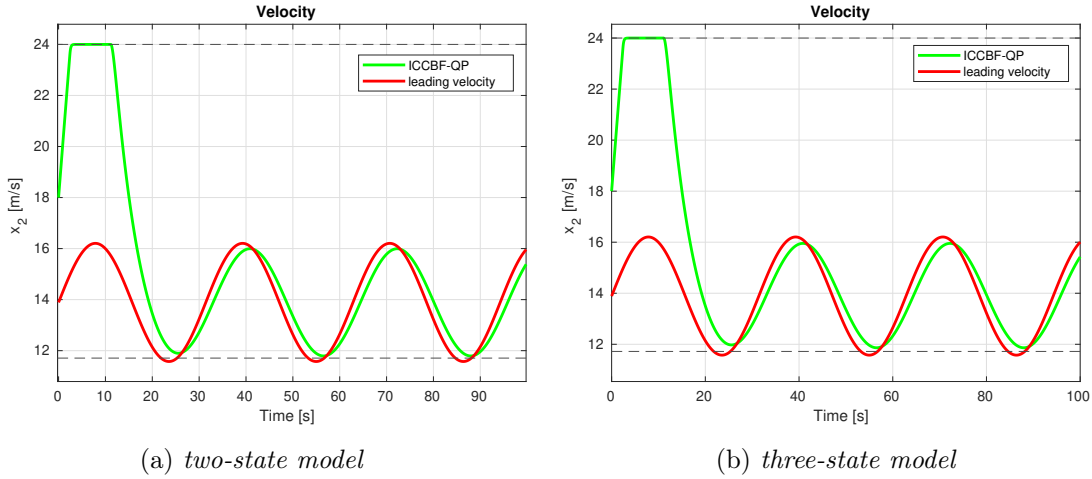 Velocity
24
22
20
18
16
14
12
x2 [m/s]
ICCBF-QP
leading velocity
0 10 20 30 40 50 60 70 80 90
Time [s]
(a) two-state model
Velocity
24
22
20
18
16
14
12
x2 [m/s]
ICCBF-QP
leading velocity
0 20 40 60 80 100
Time [s]
(b) three-state model